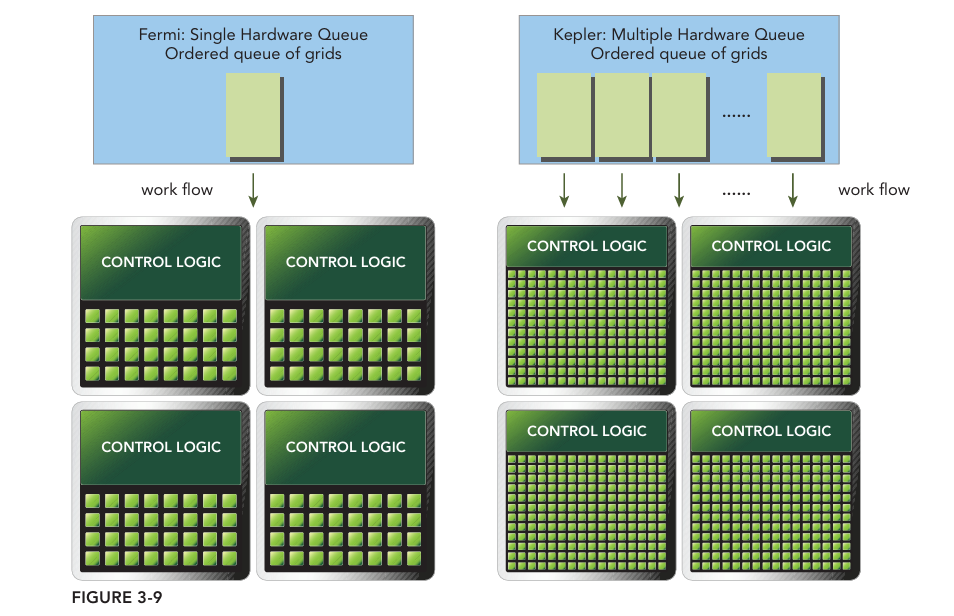 Fermi: Single Hardware Queue
Ordered queue of grids
Kepler: Multiple Hardware Queue
Ordered queue of grids
......
work flow
......
work flow
CONTROL LOGIC
CONTROL LOGIC
CONTROL LOGIC
CONTROL LOGIC
CONTROL LOGIC
CONTROL LOGIC
CONTROL LOGIC
CONTROL LOGIC
FIGURE 3-9